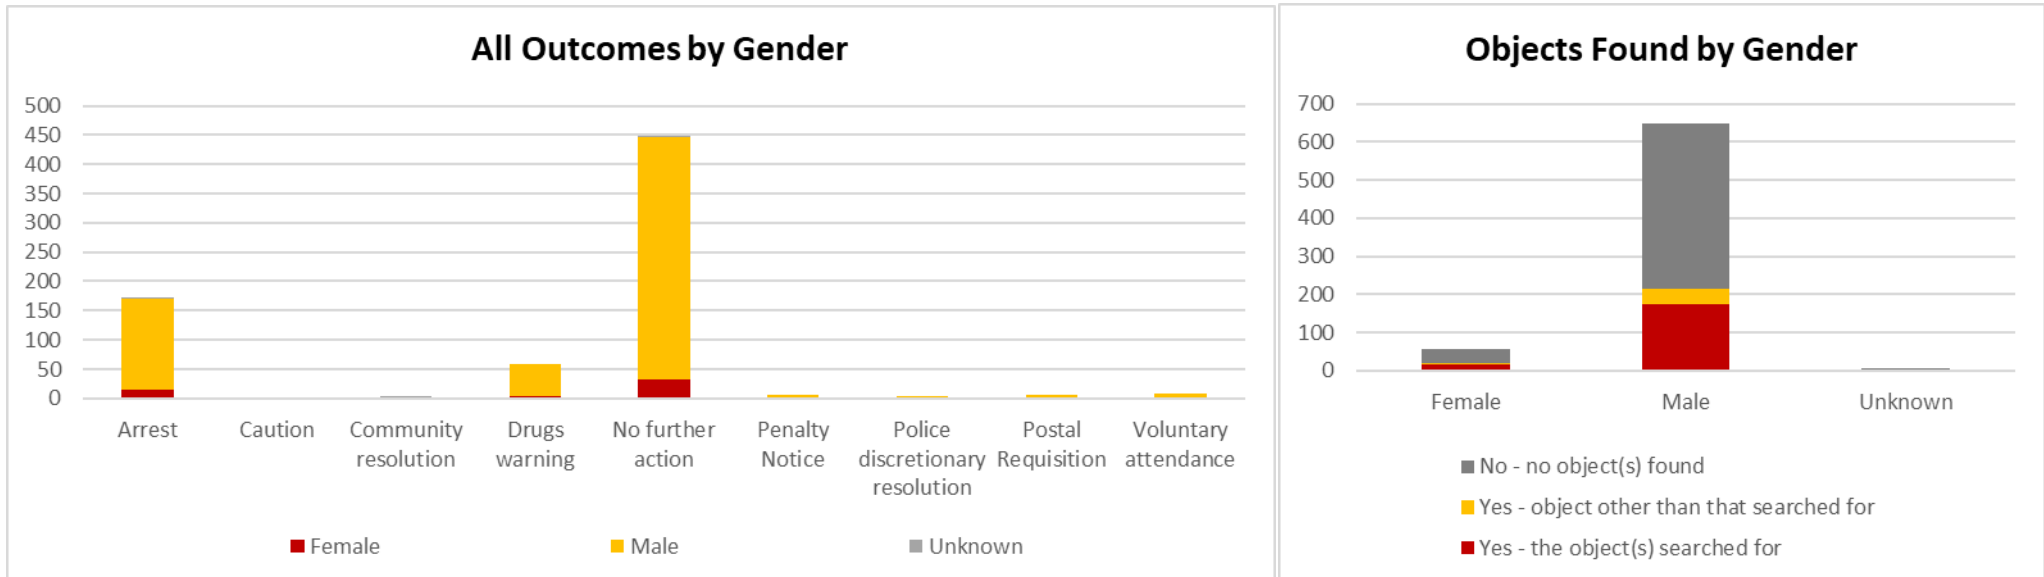 All Outcomes by Gender
500
450
400
350
300
250
200
150
100
50
0
Arrest
Caution
Community
resolution
Drugs
warning
No further
action
Penalty
Notice
Police
discretionary
resolution
Postal
Requisition
Voluntary
attendance
Female
Male
Unknown
Objects Found by Gender
700
600
500
400
300
200
100
0
Female
Male
Unknown
No - no object(s) found
Yes - object other than that searched for
Yes - the object(s) searched for